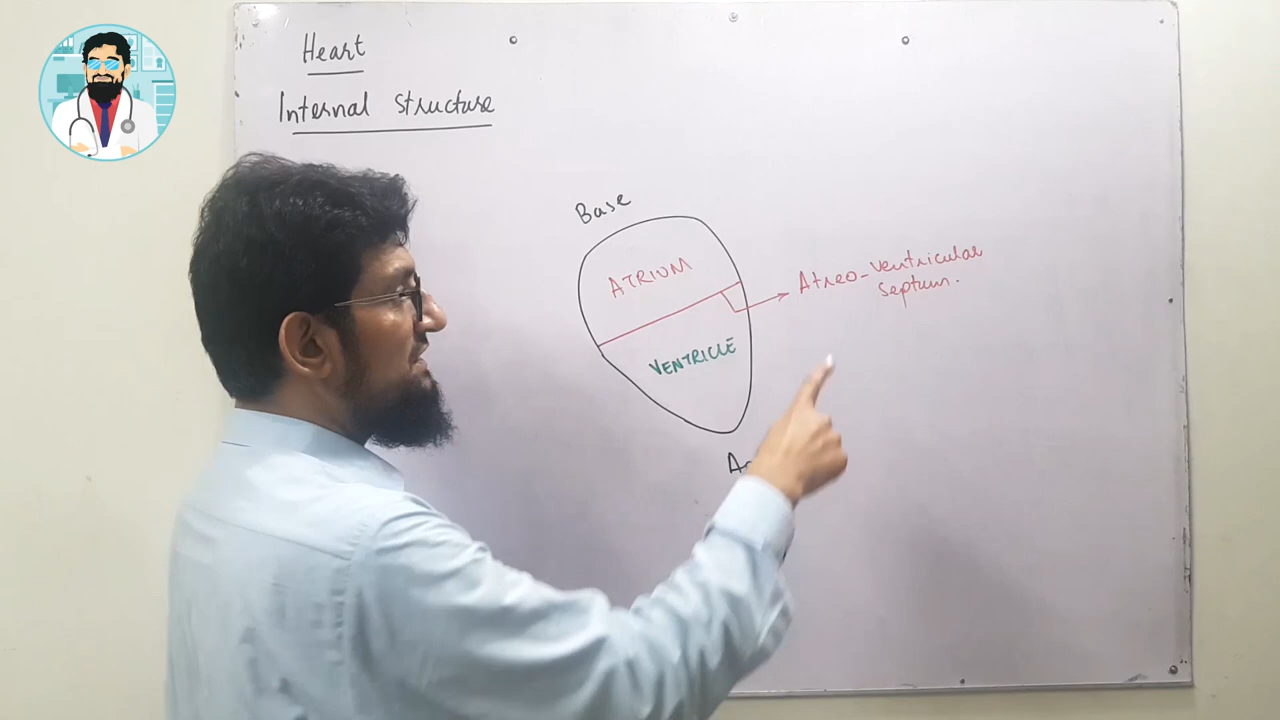 Heart
Internal structure
Base
ATRIUM
Atreo-ventricular
septum.
VENTRICLE